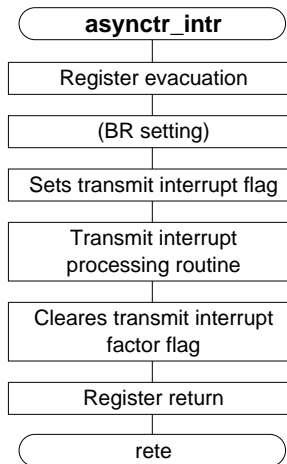 asynctr_intr
Register evacuation
(BR setting)
Sets transmit interrupt flag
Transmit interrupt
processing routine
Cleares transmit interrupt
factor flag
Register return
rete